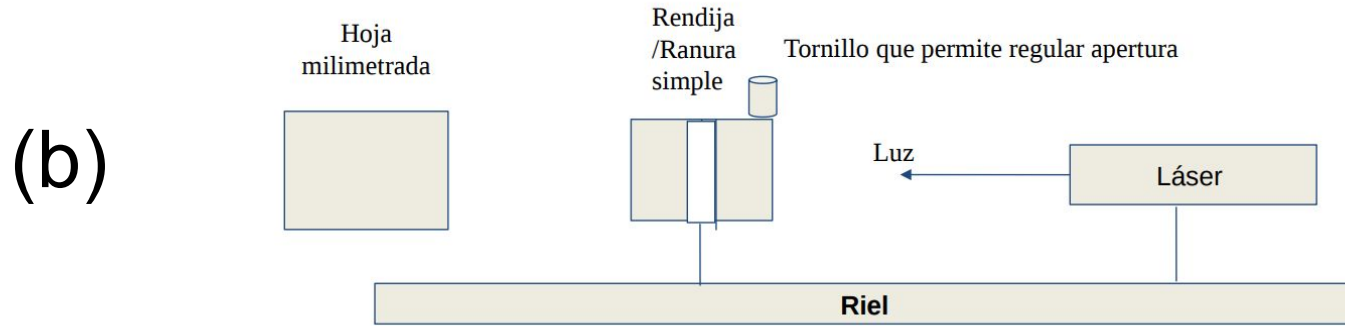 (b)
Hoja
milimetrada
Rendija
/Ranura
simple
Tornillo que permite regular apertura
Luz
Láser
Riel